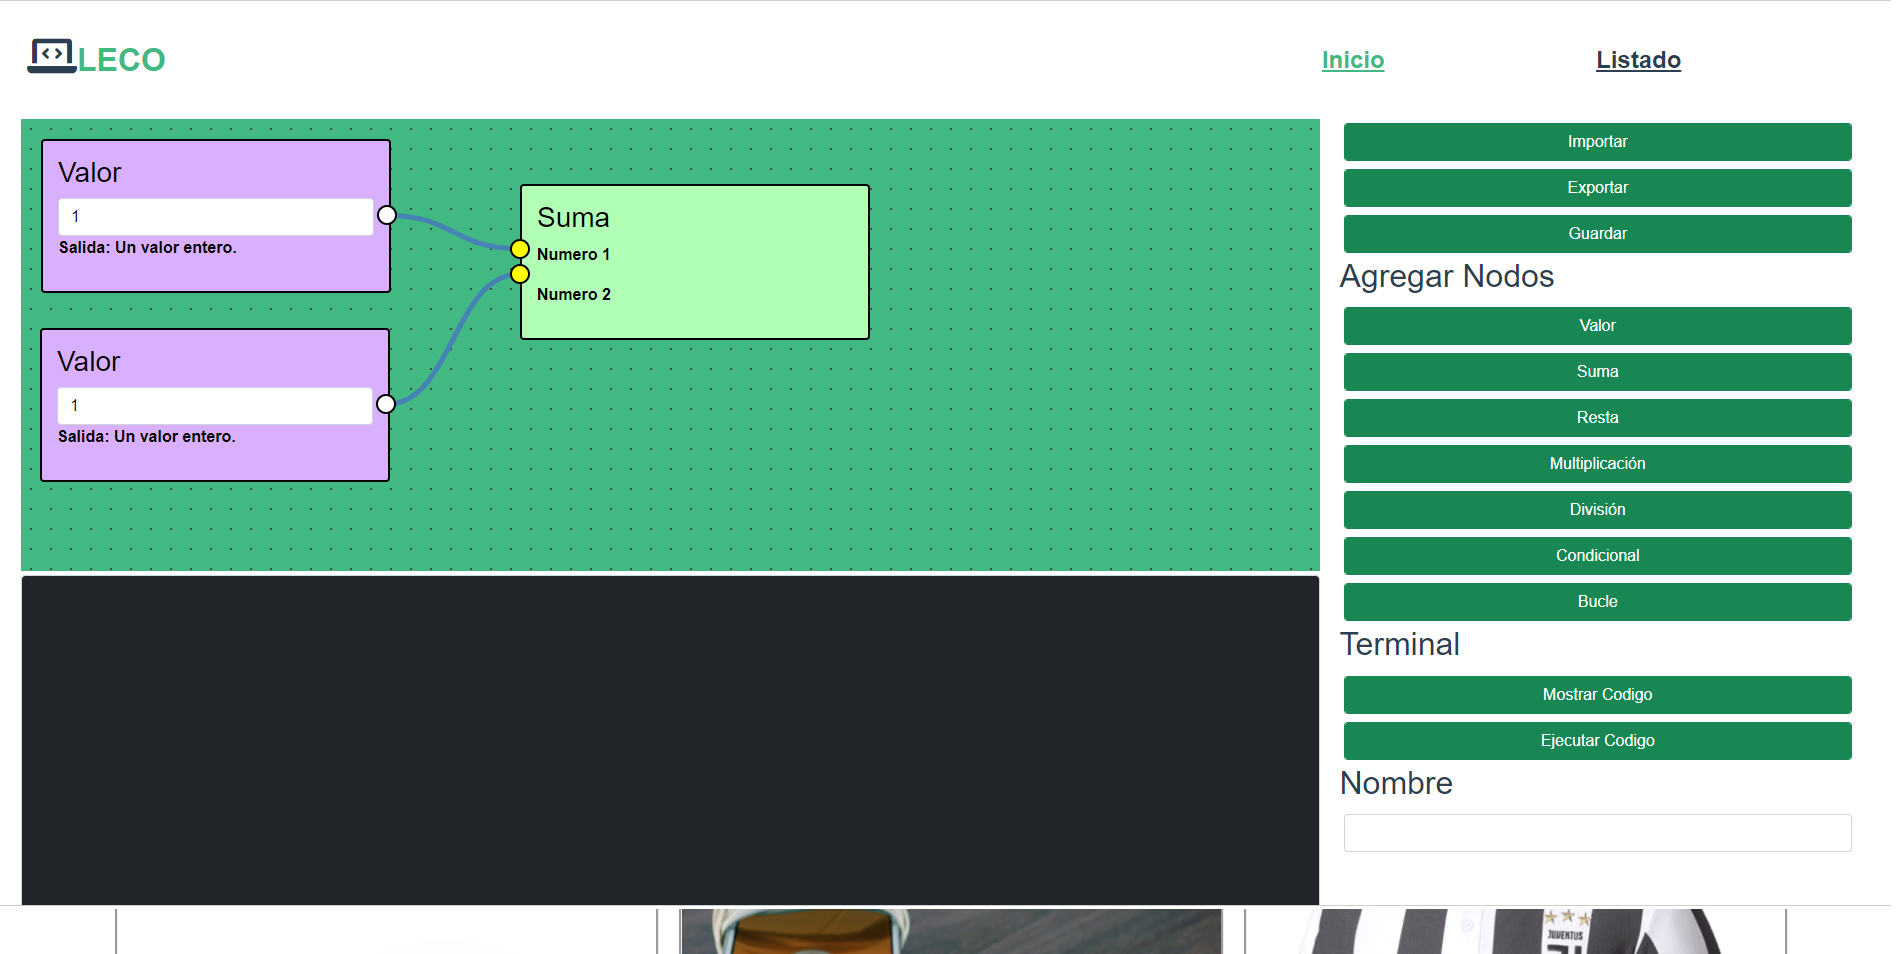 LECO
Inicio
Listado
Valor
1
Salida: Un valor entero.
Suma
Numero 1
Numero 2
Valor
1
Salida: Un valor entero.
Importar
Exportar
Guardar
Agregar Nodos
Valor
Suma
Resta
Multiplicación
División
Condicional
Bucle
Terminal
Mostrar Codigo
Ejecutar Codigo
Nombre
JUVENTUS